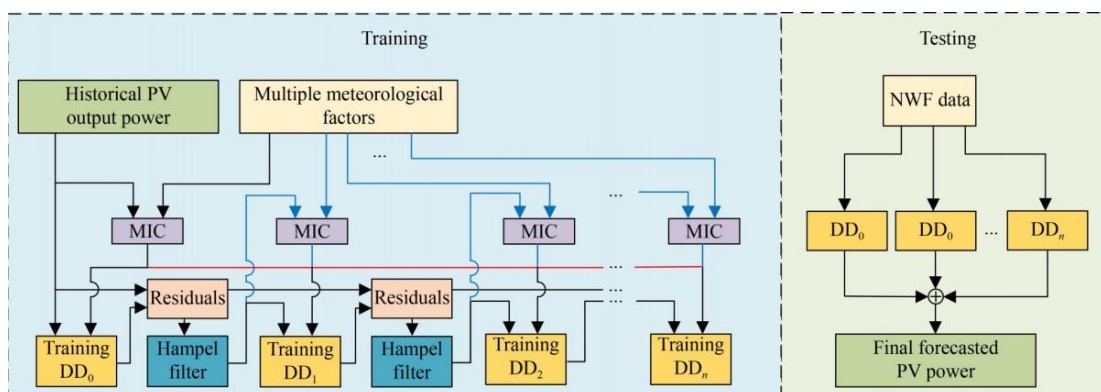 Training
Testing
Historical PV
output power
Multiple meteorological
factors
NWF data
...
...
MIC
MIC
MIC
MIC
DD0
DD0
...
DDn
...
Residuals
Residuals
...
...
Training
DD0
Hampel
filter
Training
DD1
Hampel
filter
Training
DD2
Training
DDn
Final forecasted
PV power